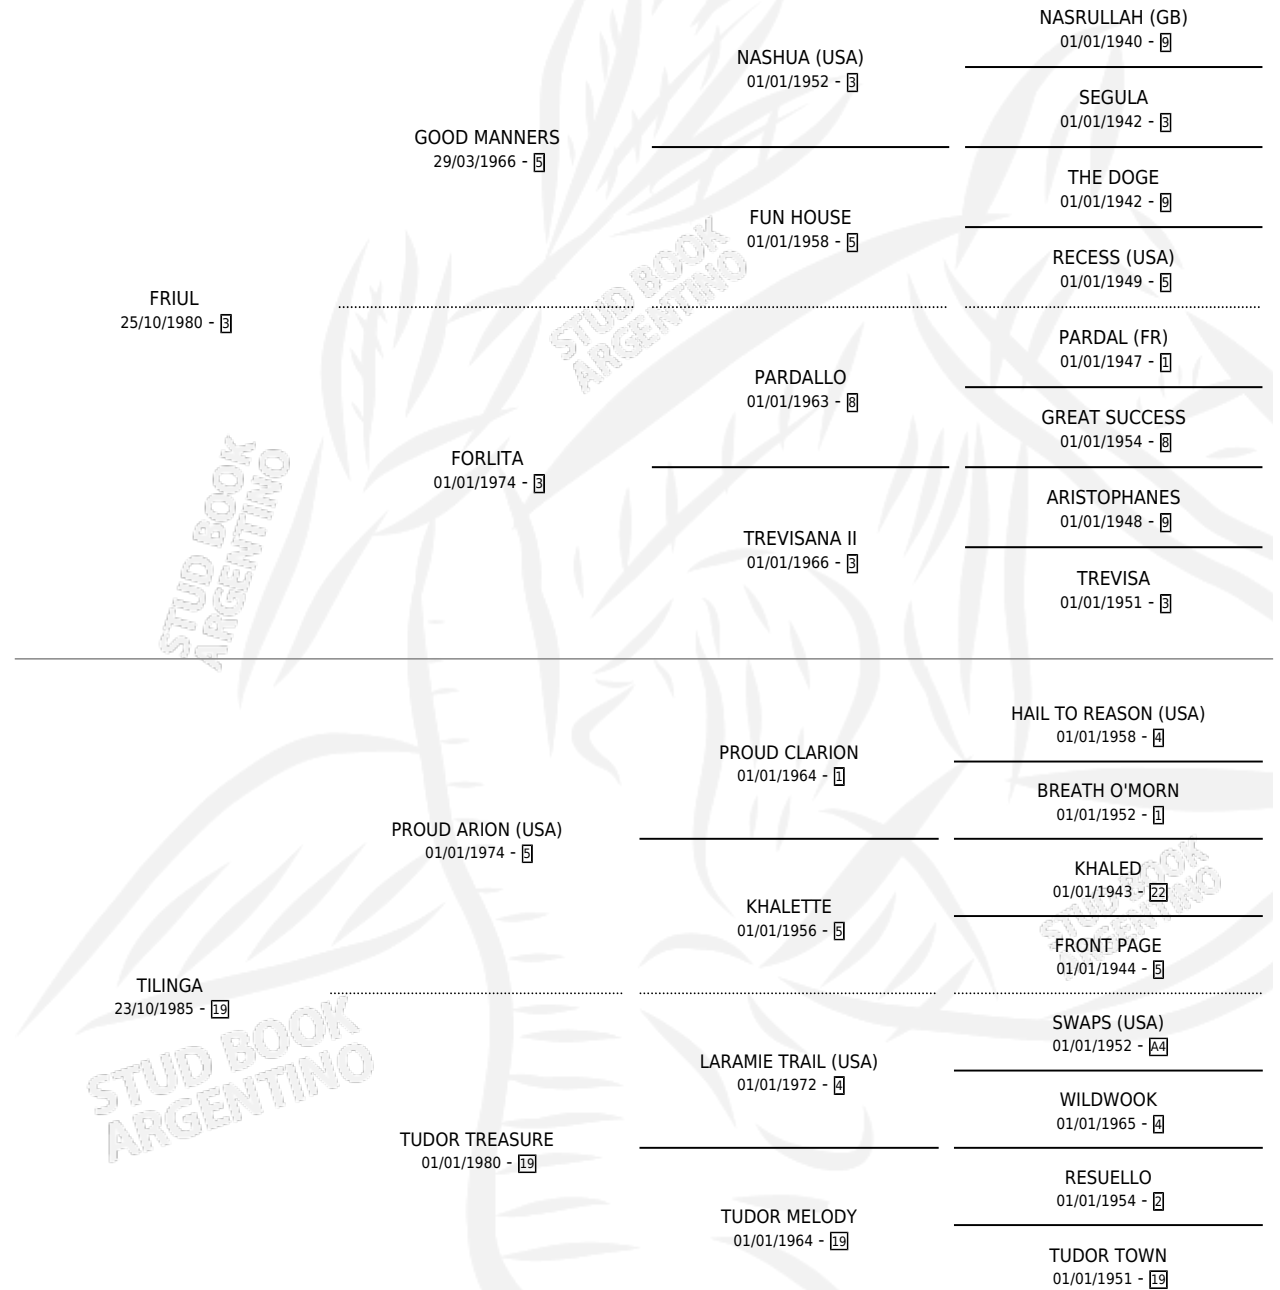 NASRULLAH (GB)
01/01/1940 - 9
NASHUA (USA)
01/01/1952 - 3
SEGULA
01/01/1942 - 3
GOOD MANNERS
29/03/1966 - 5
THE DOGE
01/01/1942 - 9
FUN HOUSE
01/01/1958 - 5
RECESS (USA)
01/01/1949 - 5
FRIUL
25/10/1980 - 3
PARDAL (FR)
01/01/1947 - 1
PARDALLO
01/01/1963 - 8
GREAT SUCCESS
01/01/1954 - 8
FORLITA
01/01/1974 - 3
ARISTOPHANES
01/01/1948 - 9
TREVISANA II
01/01/1966 - 3
TREVISA
01/01/1951 - 3
HAIL TO REASON (USA)
01/01/1958 - 4
PROUD CLARION
01/01/1964 - 1
BREATH O'MORN
01/01/1952 - 1
PROUD ARION (USA)
01/01/1974 - 5
KHALED
01/01/1943 - 22
KHALETTE
01/01/1956 - 5
FRONT PAGE
01/01/1944 - 5
TILINGA
23/10/1985 - 19
SWAPS (USA)
01/01/1952 - A4
LARAMIE TRAIL (USA)
01/01/1972 - 4
WILDWOOK
01/01/1965 - 4
TUDOR TREASURE
01/01/1980 - 19
RESUELLO
01/01/1954 - 2
TUDOR MELODY
01/01/1964 - 19
TUDOR TOWN
01/01/1951 - 19
STUD BOOK
ARGENTINO
STUD BOOK
ARGENTINO
STUD BOOK
ARGENTINO
STUD BOOK
ARGENTINO